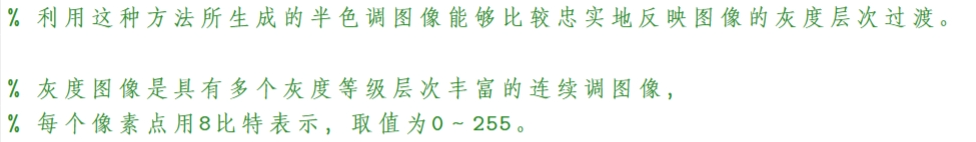 % 利用这种方法所生成的半色调图像能够比较忠实地反映图像的灰度层次过渡。
% 灰度图像是具有多个灰度等级层次丰富的连续调图像，
% 每个像素点用8比特表示，取值为0 ~ 255。